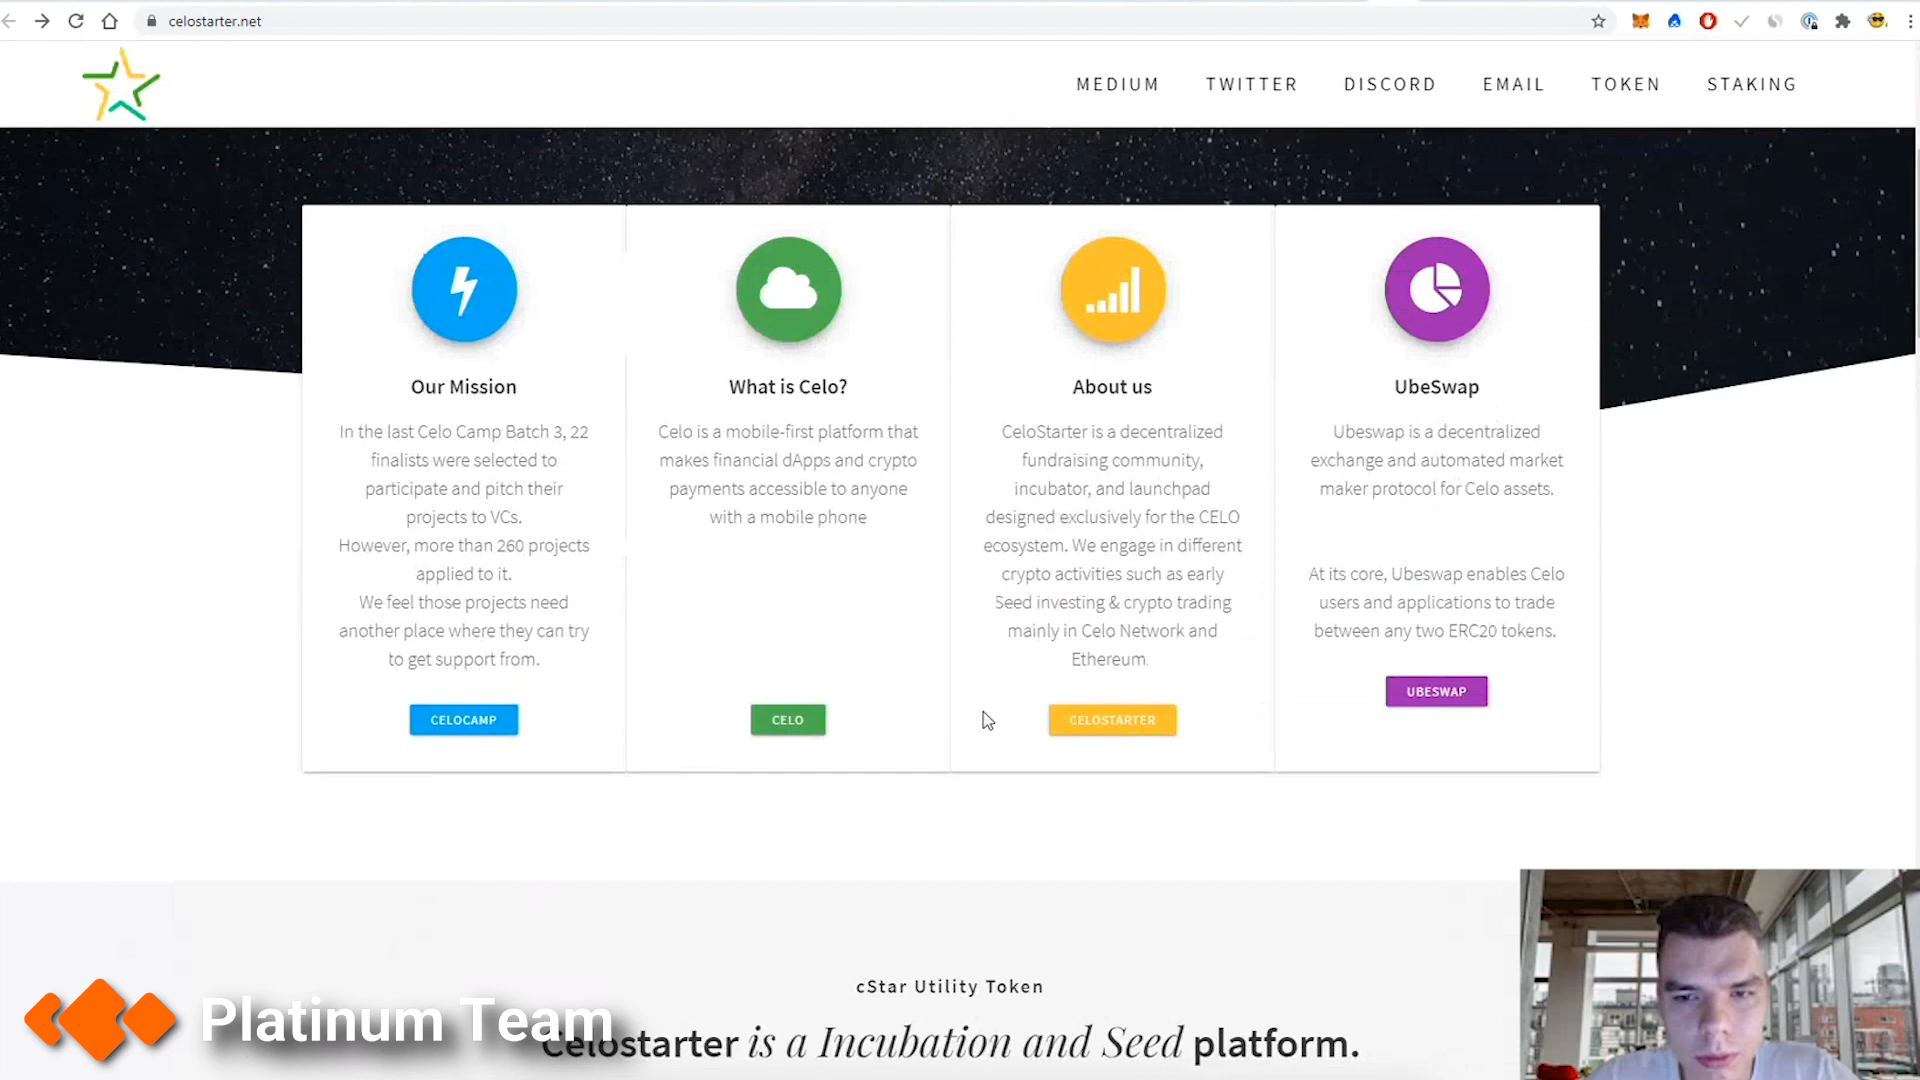 celostarter.net
MEDIUM TWITTER DISCORD EMAIL TOKEN STAKING
Our Mission
In the last Celo Camp Batch 3, 22
finalists were selected to
participate and pitch their
projects to VCs.
However, more than 260 projects
applied to it.
We feel those projects need
another place where they can try
to get support from.
CELOCAMP
What is Celo?
Celo is a mobile-first platform that
makes financial dApps and crypto
payments accessible to anyone
with a mobile phone
CELO
About us
CeloStarter is a decentralized
fundraising community,
incubator, and launchpad
designed exclusively for the CELO
ecosystem. We engage in different
crypto activities such as early
Seed investing & crypto trading
mainly in Celo Network and
Ethereum.
CELOSTARTER
UbeSwap
Ubeswap is a decentralized
exchange and automated market
maker protocol for Celo assets.
At its core, Ubeswap enables Celo
users and applications to trade
between any two ERC20 tokens.
UBESWAP
cStar Utility Token
Celostarter is a Incubation and Seed platform.
Platinum Team